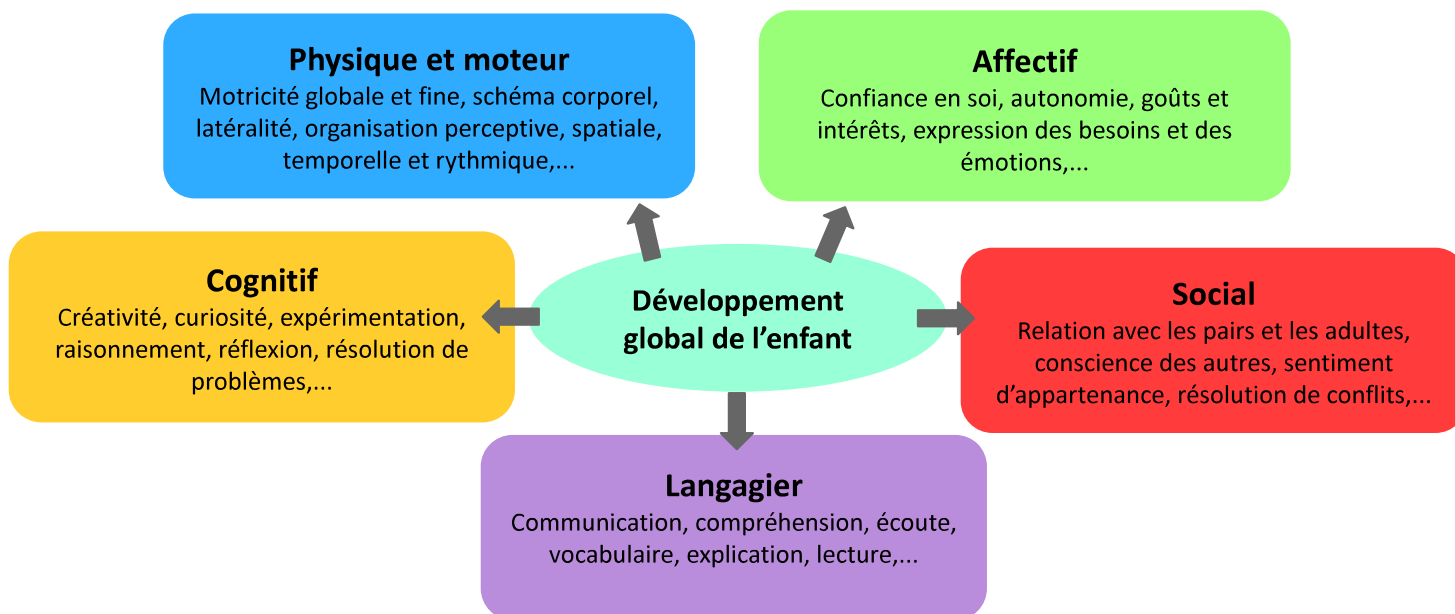 Physique et moteur
Motricité globale et fine, schéma corporel,
latéralité, organisation perceptive, spatiale,
temporelle et rythmique,...
Affectif
Confiance en soi, autonomie, goûts et
intérêts, expression des besoins et des
émotions,...
Cognitif
Créativité, curiosité, expérimentation,
raisonnement, réflexion, résolution de
problèmes,...
Développement
global de l’enfant
Social
Relation avec les pairs et les adultes,
conscience des autres, sentiment
d’appartenance, résolution de conflits,...
Langagier
Communication, compréhension, écoute,
vocabulaire, explication, lecture,...